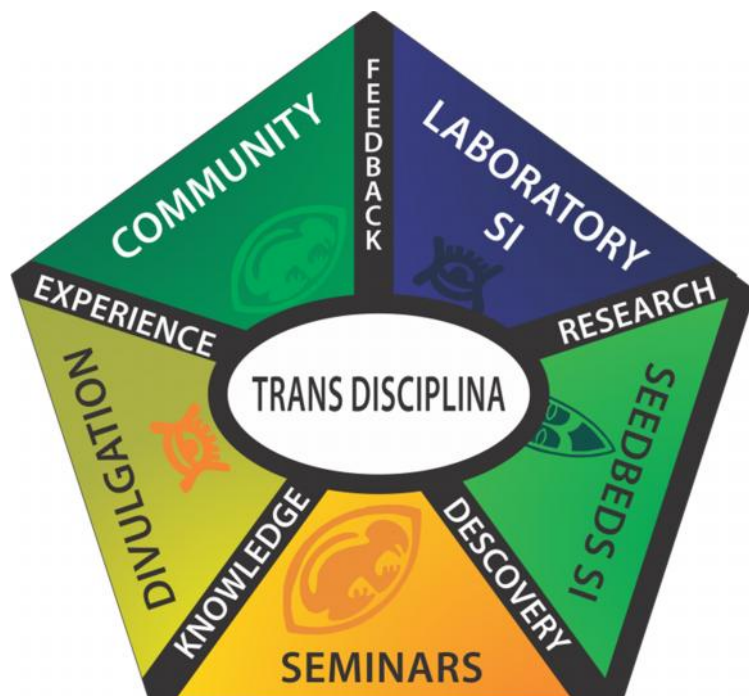 COMMUNITY
FEEDBACK
LABORATORY
SI
EXPERIENCE
RESEARCH
TRANS DISCIPLINA
DIVULGATION
SEEDBEDS SI
KNOWLEDGE
DESCOVERY
SEMINARS